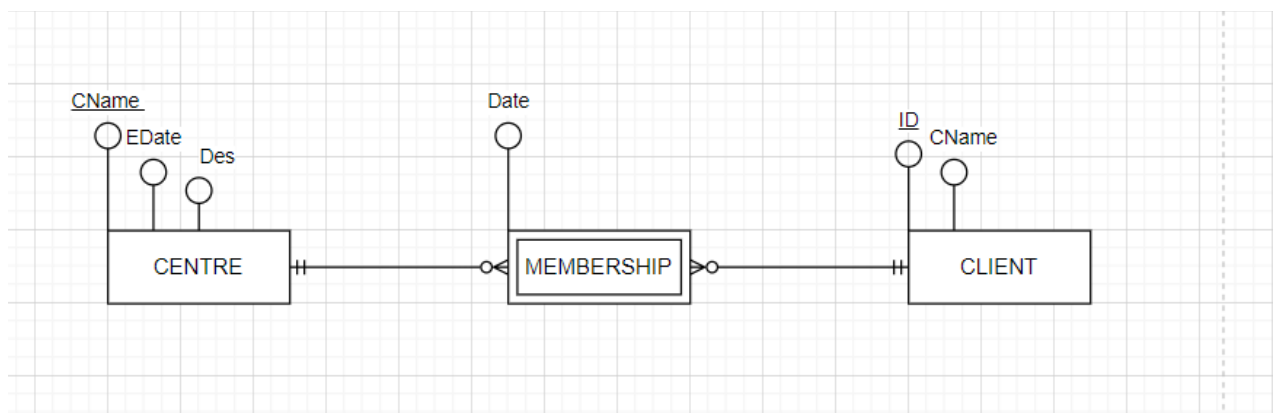 CName
EDate
Des
Date
ID
CName
CENTRE
MEMBERSHIP
CLIENT